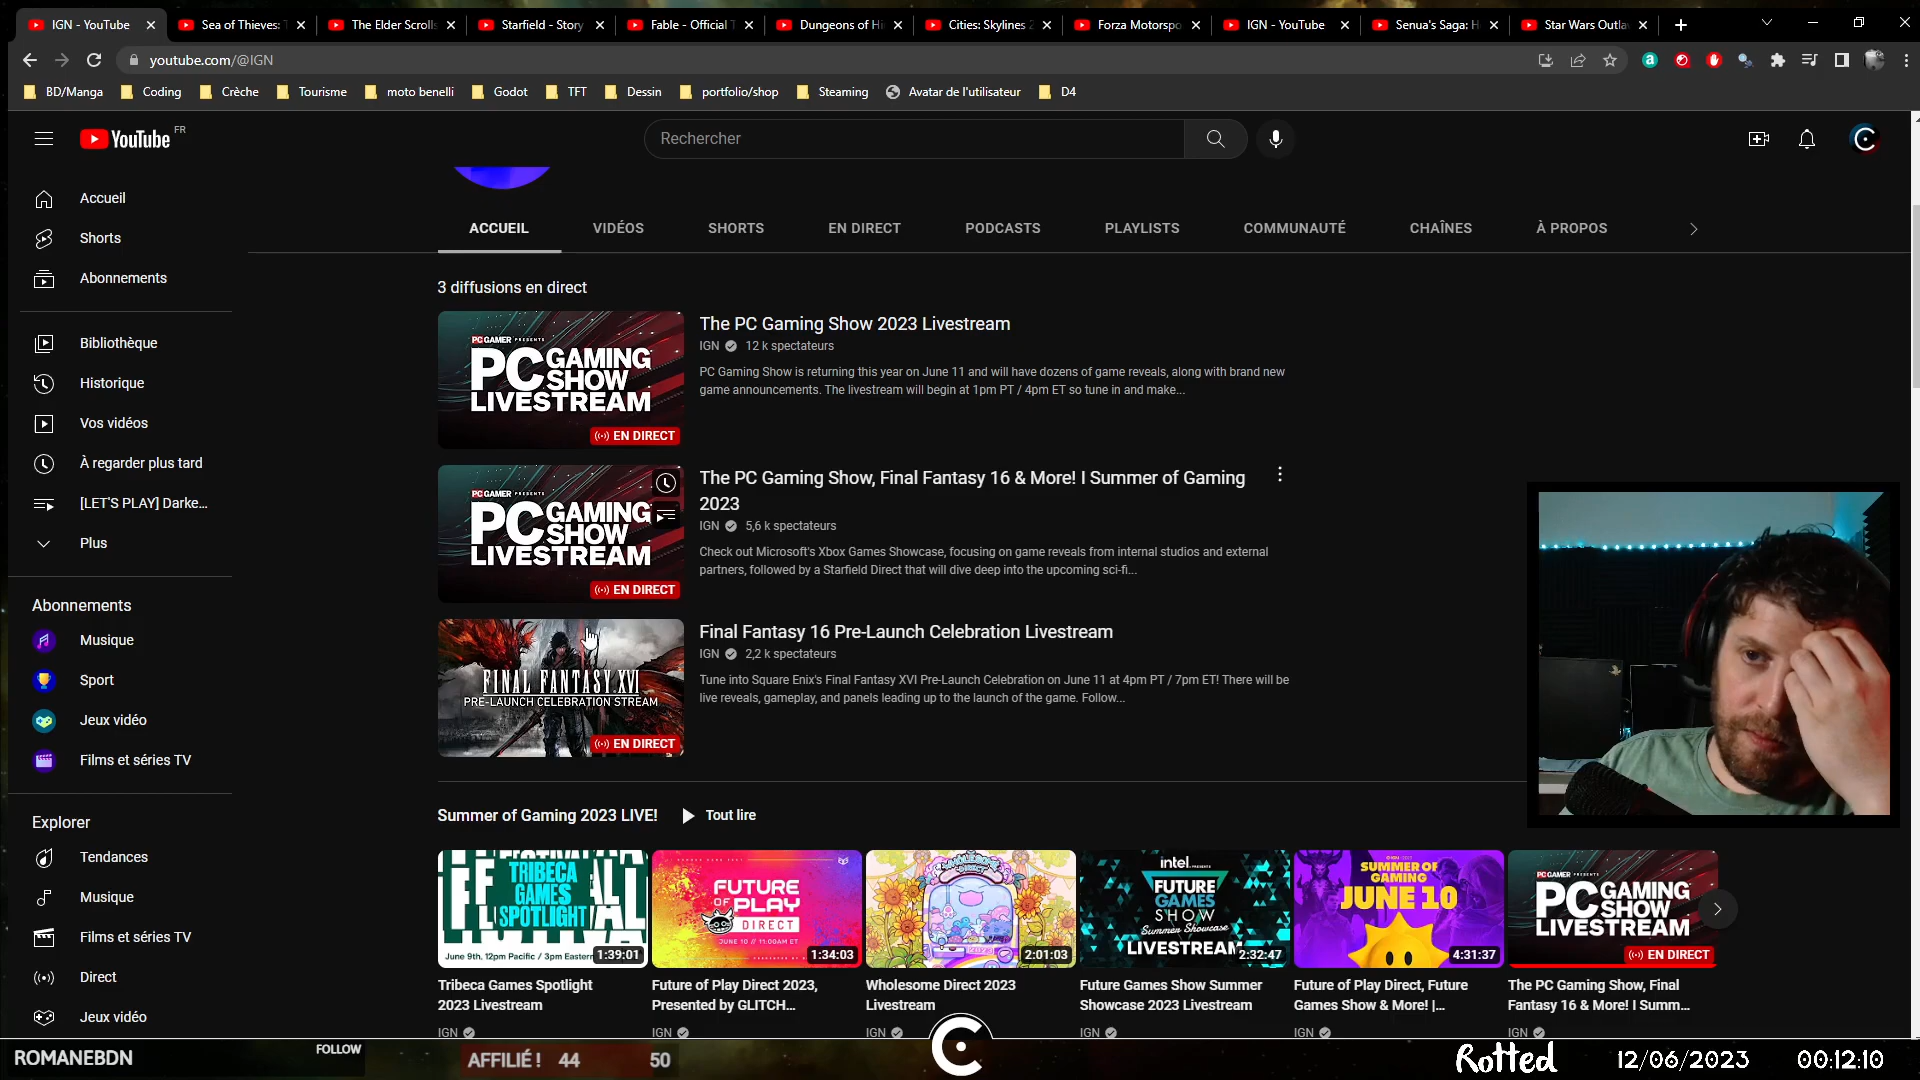 IGN - YouTube
Sea of Thieves:
The Elder Scrolls
Starfield - Story
Fable - Official
Dungeons of Hi
Cities: Skylines
Forza Motorspo
IGN - YouTube
Senua's Saga: H
Star Wars Outla
youtube.com/@IGN
BD/Manga
Coding
Crèche
Tourisme
moto benelli
Godot
TFT
Dessin
portfolio/shop
Steaming
Avatar de l'utilisateur
D4
YouTube FR
Rechercher
Accueil
Shorts
Abonnements
Bibliothèque
Historique
Vos vidéos
À regarder plus tard
[LET'S PLAY] Darke...
Plus
Abonnements
Musique
Sport
Jeux vidéo
Films et séries TV
Explorer
Tendances
Musique
Films et séries TV
Direct
Jeux vidéo
ACCUEIL
VIDÉOS
SHORTS
EN DIRECT
PODCASTS
PLAYLISTS
COMMUNAUTÉ
CHAÎNES
À PROPOS
3 diffusions en direct
PC GAMER PRESENTS
PC GAMING
SHOW
LIVESTREAM
EN DIRECT
The PC Gaming Show 2023 Livestream
IGN 12 k spectateurs
PC Gaming Show is returning this year on June 11 and will have dozens of game reveals, along with brand new
game announcements. The livestream will begin at 1pm PT / 4pm ET so tune in and make...
PC GAMER PRESENTS
PC GAMING
SHOW
LIVESTREAM
EN DIRECT
The PC Gaming Show, Final Fantasy 16 & More! I Summer of Gaming
2023
IGN 5,6 k spectateurs
Check out Microsoft's Xbox Games Showcase, focusing on game reveals from internal studios and external
partners, followed by a Starfield Direct that will dive deep into the upcoming sci-fi...
FINAL FANTASY XVI
PRE-LAUNCH CELEBRATION STREAM
EN DIRECT
Final Fantasy 16 Pre-Launch Celebration Livestream
IGN 2,2 k spectateurs
Tune into Square Enix's Final Fantasy XVI Pre-Launch Celebration on June 11 at 4pm PT / 7pm ET! There will be
live reveals, gameplay, and panels leading up to the launch of the game. Follow...
Summer of Gaming 2023 LIVE!
Tout lire
TRIBECA
GAMES
SPOTLIGHT
June 9th, 12pm Pacific / 3pm Eastern
1:39:01
Tribeca Games Spotlight
2023 Livestream
IGN
FUTURE
OF PLAY
DIRECT
JUNE 10 // 11:00AM ET
1:34:03
Future of Play Direct 2023,
Presented by GLITCH...
IGN
2:01:03
Wholesome Direct 2023
Livestream
IGN
intel. PRESENTS
FUTURE
GAMES
SHOW
Summer Showcase
LIVESTREAM
2:32:47
Future Games Show Summer
Showcase 2023 Livestream
IGN
SUMMER OF
GAMING
JUNE 10
4:31:37
Future of Play Direct, Future
Games Show & More! |...
IGN
PC GAMER PRESENTS
PC GAMING
SHOW
LIVESTREAM
EN DIRECT
The PC Gaming Show, Final
Fantasy 16 & More! I Summ...
IGN
ROMANEBDN
FOLLOW
AFFILIÉ ! 44 50
Rotted
12/06/2023
00:12:10